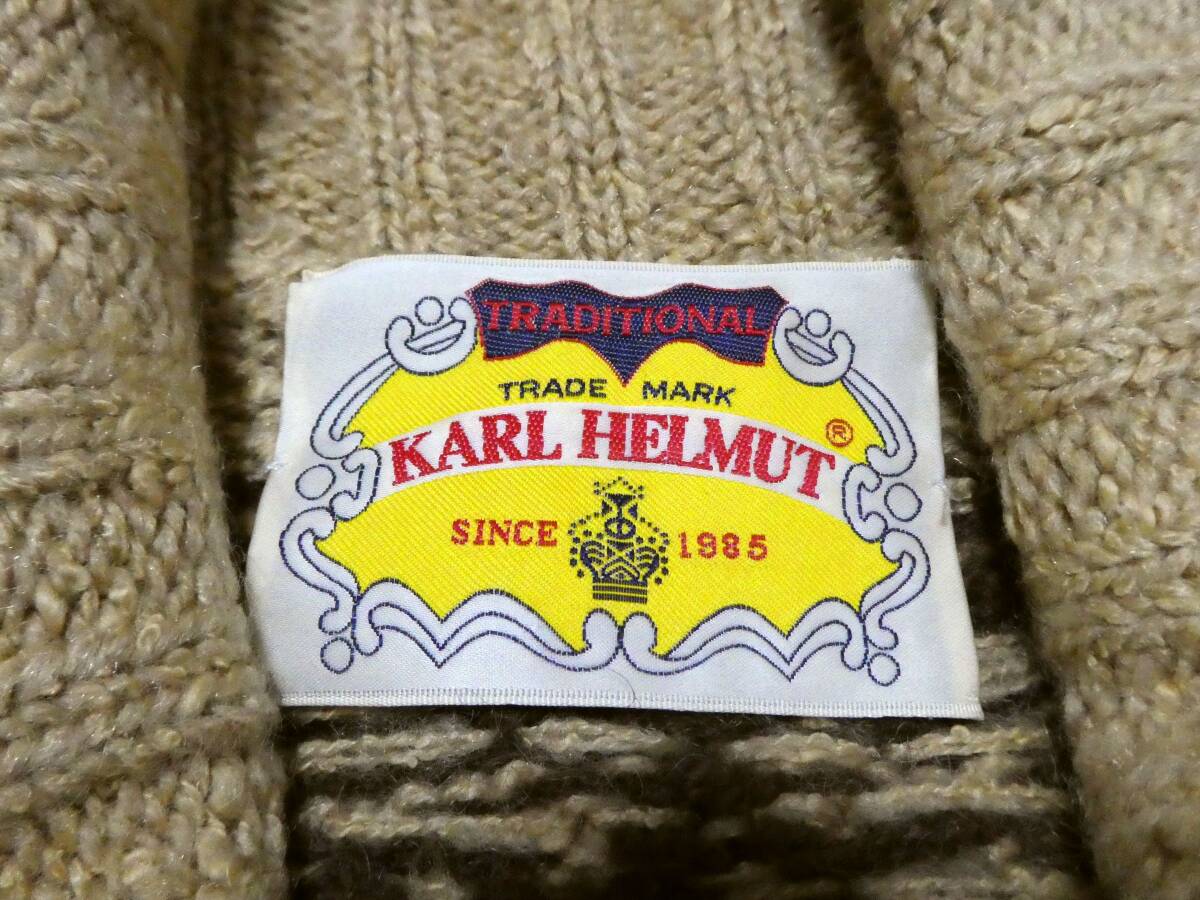 TRADITIONAL
TRADE MARK
KARL HELMUT ®
SINCE 1985